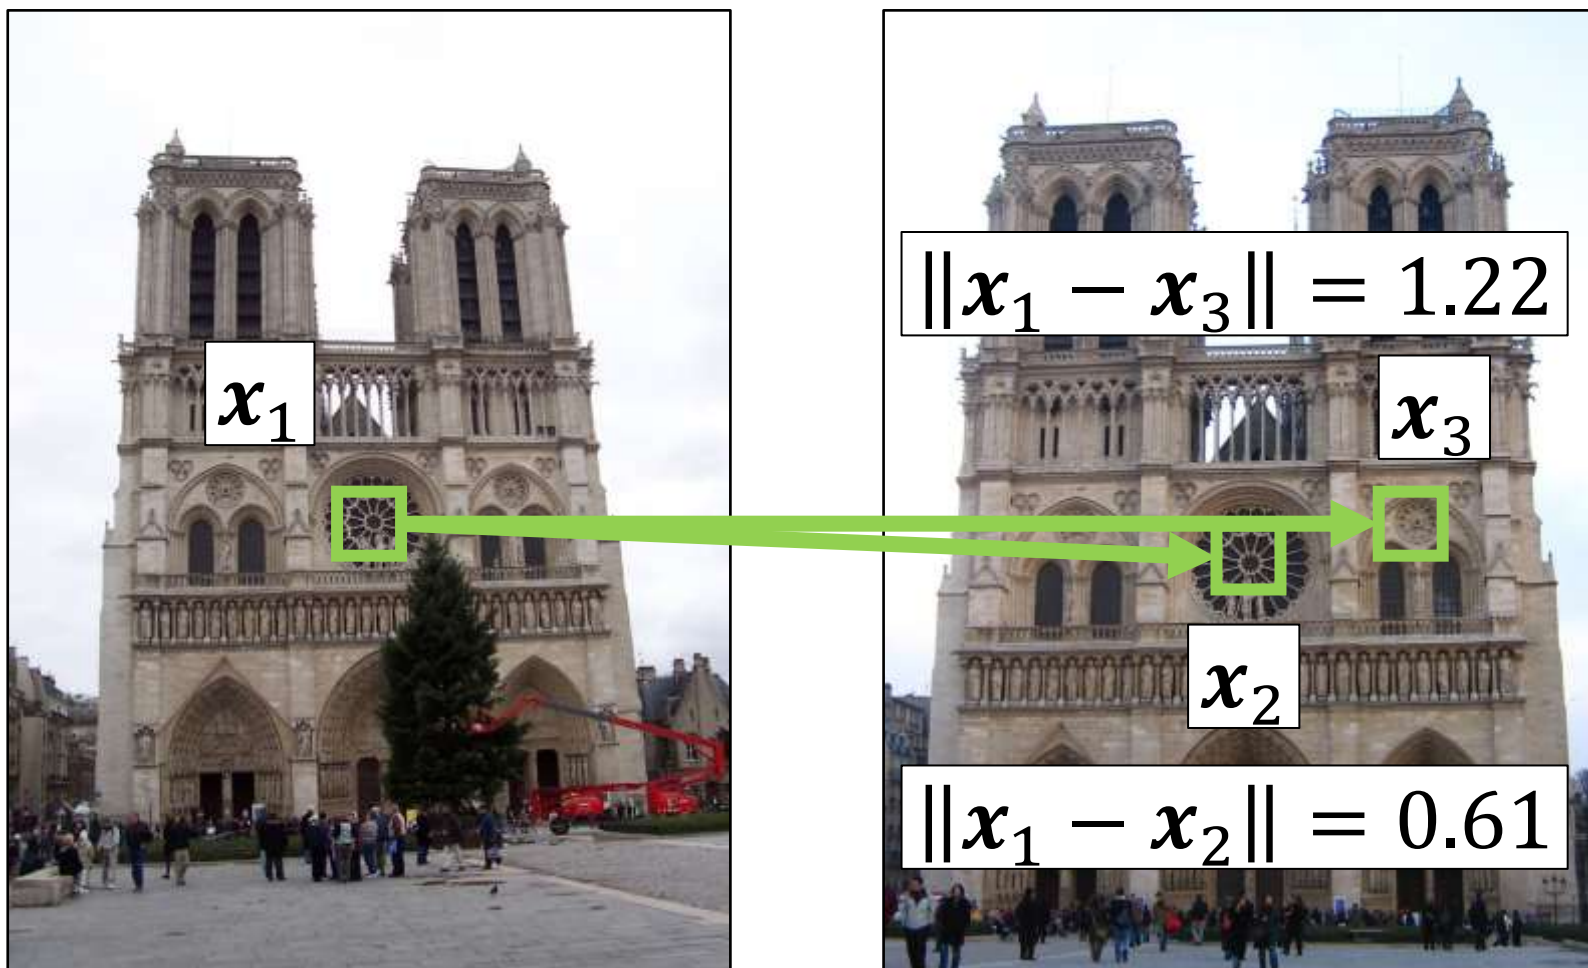 x₁
‖x₁ − x₃‖ = 1.22
x₃
x₂
‖x₁ − x₂‖ = 0.61